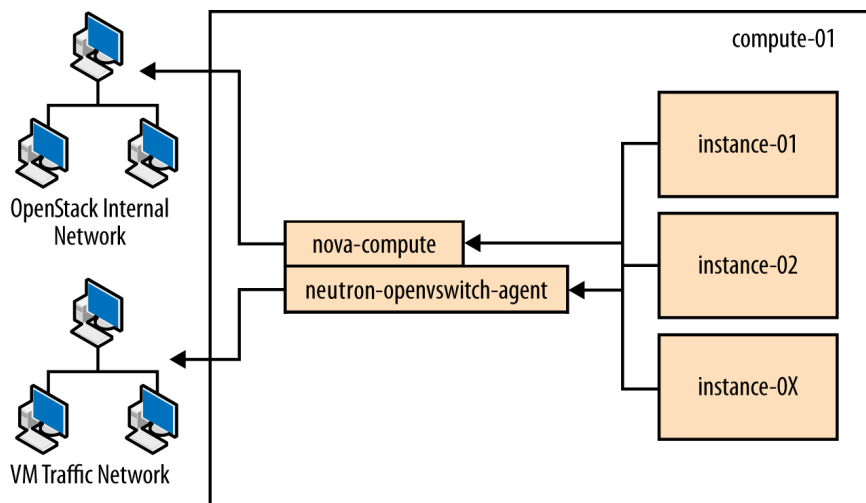 compute-01
instance-01
OpenStack Internal
Network
nova-compute
instance-02
neutron-openvswitch-agent
instance-0X
VM Traffic Network